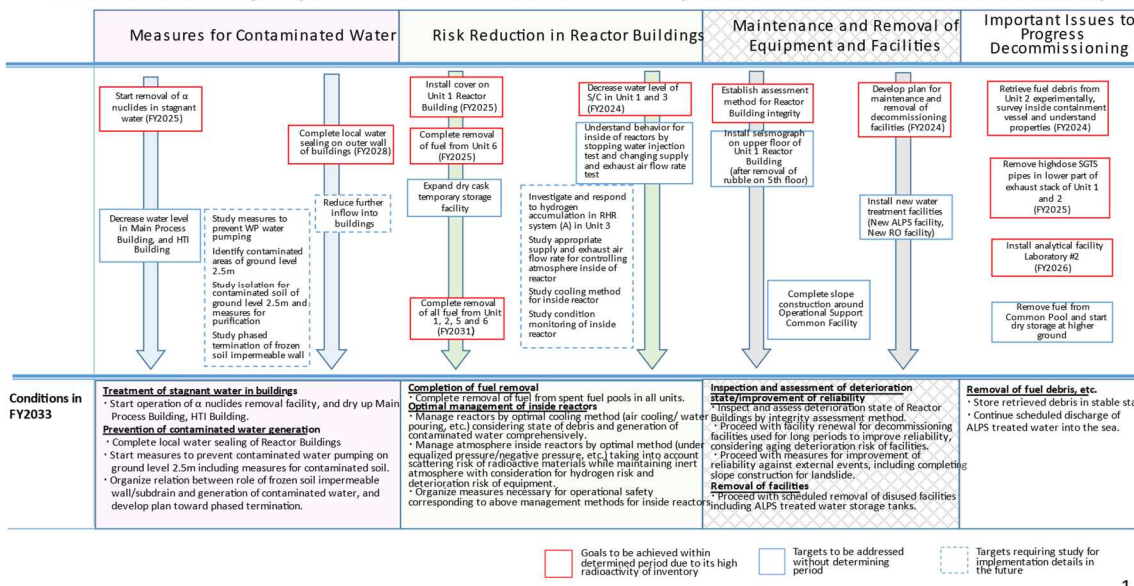 Measures for Contaminated Water
Risk Reduction in Reactor Buildings
Maintenance and Removal of
Equipment and Facilities
Important Issues to
Progress
Decommissioning
Start removal of α
nuclides in stagnant
water (FY2025)
Decrease water level
in Main Process
Building, and HTI
Building
Study measures to
prevent WP water
pumping
Identify contaminated
areas of ground level
2.5m
Study isolation for
contaminated soil of
ground level 2.5m and
measures for
purification
Study phased
termination of frozen
soil impermeable wall
Complete local water
sealing on outer wall
of buildings (FY2028)
Reduce further
inflow into
buildings
Install cover on
Unit 1 Reactor
Building (FY2025)
Complete removal
of fuel from Unit 6
(FY2025)
Expand dry cask
temporary storage
facility
Complete removal
of all fuel from Unit
1, 2, 5 and 6
(FY2031)
Decrease water level of
S/C in Unit 1 and 3
(FY2024)
Understand behavior for
inside of reactors by
stopping water injection
test and changing supply
and exhaust air flow rate
test
Investigate and respond
to hydrogen
accumulation in RHR
system (A) in Unit 3
Study appropriate
supply and exhaust air
flow rate for controlling
atmosphere inside of
reactor
Study cooling method
for inside reactor
Study condition
monitoring of inside
reactor
Establish assessment
method for Reactor
Building integrity
Install seismograph
on upper floor of
Unit 1 Reactor
Building
(after removal of
rubble on 5th floor)
Complete slope
construction around
Operational Support
Common Facility
Develop plan for
maintenance and
removal of
decommissioning
facilities (FY2024)
Install new water
treatment facilities
(New ALPS facility,
New RO facility)
Retrieve fuel debris from
Unit 2 experimentally,
survey inside containment
vessel and understand
properties (FY2024)
Remove highdose SGTS
pipes in lower part of
exhaust stack of Unit 1
and 2
(FY2025)
Install analytical facility
Laboratory #2
(FY2026)
Remove fuel from
Common Pool and start
dry storage at higher
ground
Conditions in
FY2033
Treatment of stagnant water in buildings
・Start operation of α nuclides removal facility, and dry up Main
Process Building, HTI Building.
Prevention of contaminated water generation
・Complete local water sealing of Reactor Buildings
・Start measures to prevent contaminated water pumping on
ground level 2.5m including measures for contaminated soil.
・Organize relation between role of frozen soil impermeable
wall/subdrain and generation of contaminated water, and
develop plan toward phased termination.
Completion of fuel removal
・Complete removal of fuel from spent fuel pools in all units.
Optimal management of inside reactors
・Manage reactors by optimal cooling method (air cooling/ water
pouring, etc.) considering state of debris and generation of
contaminated water comprehensively.
・Manage atmosphere inside reactors by optimal method (under
equalized pressure/negative pressure, etc.) taking into account
scattering risk of radioactive materials while maintaining inert
atmosphere with consideration for hydrogen risk and
deterioration risk of equipment.
・Organize measures necessary for operational safety
corresponding to above management methods for inside reactors.
Inspection and assessment of deterioration
state/improvement of reliability
・Inspect and assess deterioration state of Reactor
Buildings by integrity assessment method.
・Proceed with facility renewal for decommissioning
facilities used for long periods to improve reliability,
considering aging deterioration risk of facilities.
・Proceed with measures for improvement of
reliability against external events, including completing
slope construction for landslide.
Removal of facilities
・Proceed with scheduled removal of disused facilities
including ALPS treated water storage tanks.
Removal of fuel debris, etc.
・Store retrieved debris in stable sta
・Continue scheduled discharge of
ALPS treated water into the sea.
Goals to be achieved within
determined period due to its high
radioactivity of inventory
Targets to be addressed
without determining
period
Targets requiring study for
implementation details in
the future
1